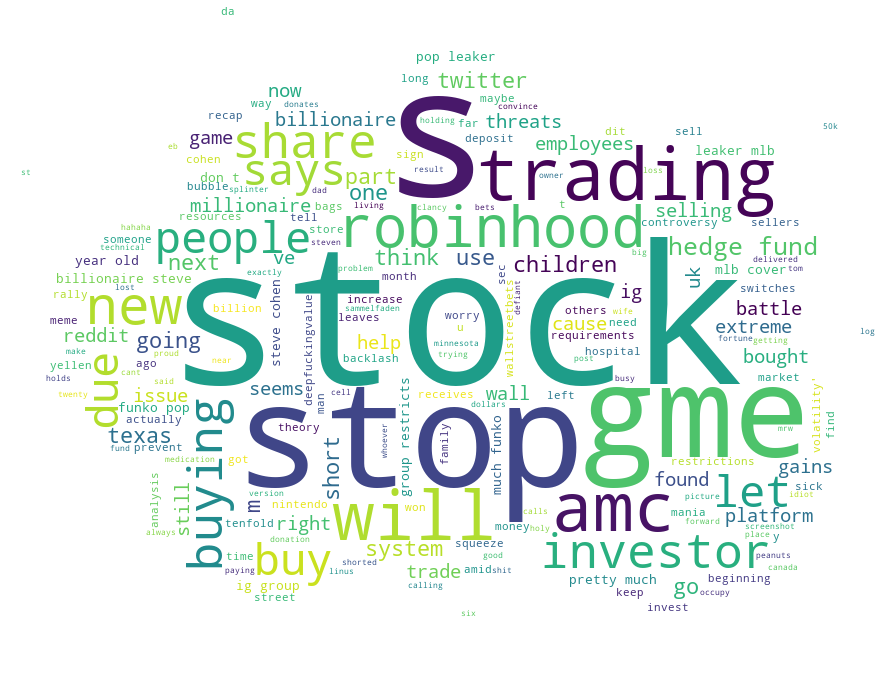 da
pop leaker
long twitter
now maybe
way donates convince
recap billionaire S holding far threats 50k
game share deposit dit sell
eb employees leaker mlb
cohen says sign trading loss
don t part result owner
bubble splinter dad
st millionaire one living clancy bets t selling
resources bags tell robinhood controversy sellers
hahaha store
someone people steven big
technical ve think use children hedge fund
year old next exactly problem sec mlb cover delivered
billionaire steve month defiant uk tom
lost stock ig switches
rally new billion increase others wife battle
meme sammelfaden worry cause need
reddit going leaves u requirements extreme log
steve cohen deepfuckingvalue help minnesota wallstreetbets fortune
make ago backlash trying hospital getting
yellen near post bought
proud cant busy market
holds said seems man cell receives wall left
twenty due issue dollars
funko pop stop gme volatility'
actually theory find
texas prevent whoever family mrw
fund got group restricts much funko restrictions
medication found gains
buying short version picture sick
analysis still m nintendo will won calls amc let mania idiot
always tenfold right money holy forward platform screenshot
donation squeeze place y
time buy system good investor peanuts
paying linus shorted trade amid shit canada
ig group calling pretty much go beginning
street keep occupy
six invest